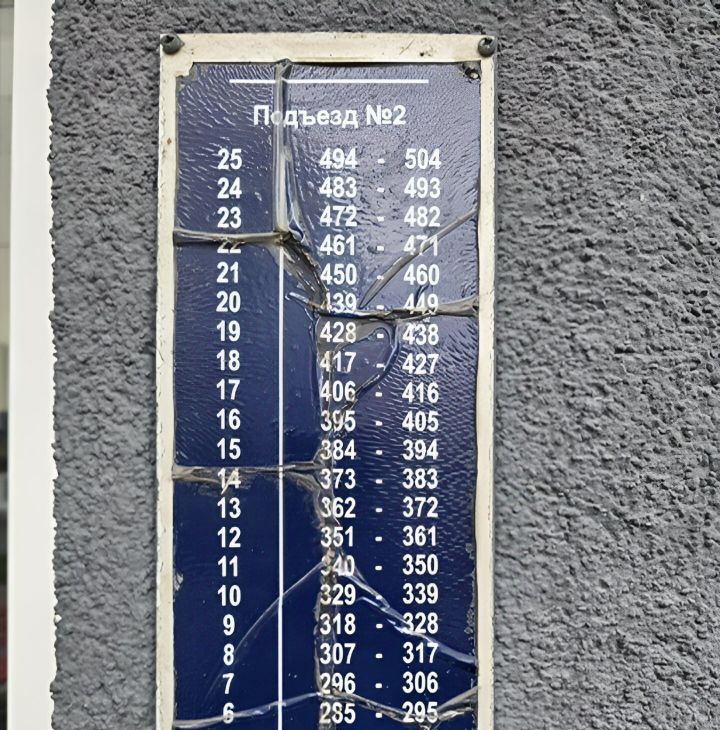 Подъезд №2
25 494 - 504
24 483 - 493
23 472 - 482
22 461 - 471
21 450 - 460
20 439 - 449
19 428 - 438
18 417 - 427
17 406 - 416
16 395 - 405
15 384 - 394
14 373 - 383
13 362 - 372
12 351 - 361
11 340 - 350
10 329 - 339
9 318 - 328
8 307 - 317
7 296 - 306
6 285 - 295